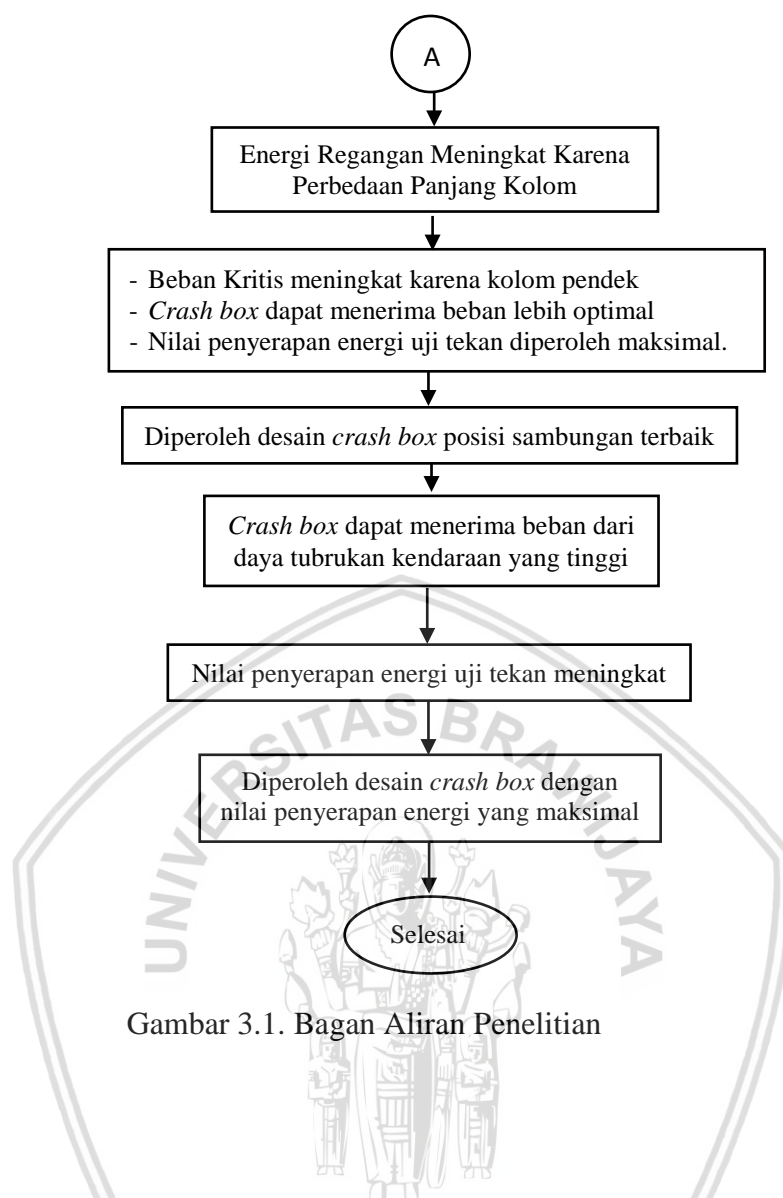 A
Energi Regangan Meningkat Karena
Perbedaan Panjang Kolom
- Beban Kritis meningkat karena kolom pendek
- Crash box dapat menerima beban lebih optimal
- Nilai penyerapan energi uji tekan diperoleh maksimal.
Diperoleh desain crash box posisi sambungan terbaik
Crash box dapat menerima beban dari
daya tubrukan kendaraan yang tinggi
Nilai penyerapan energi uji tekan meningkat
UNIVERSITAS BRAWIJAYA
Diperoleh desain crash box dengan
nilai penyerapan energi yang maksimal
Selesai
Gambar 3.1. Bagan Aliran Penelitian